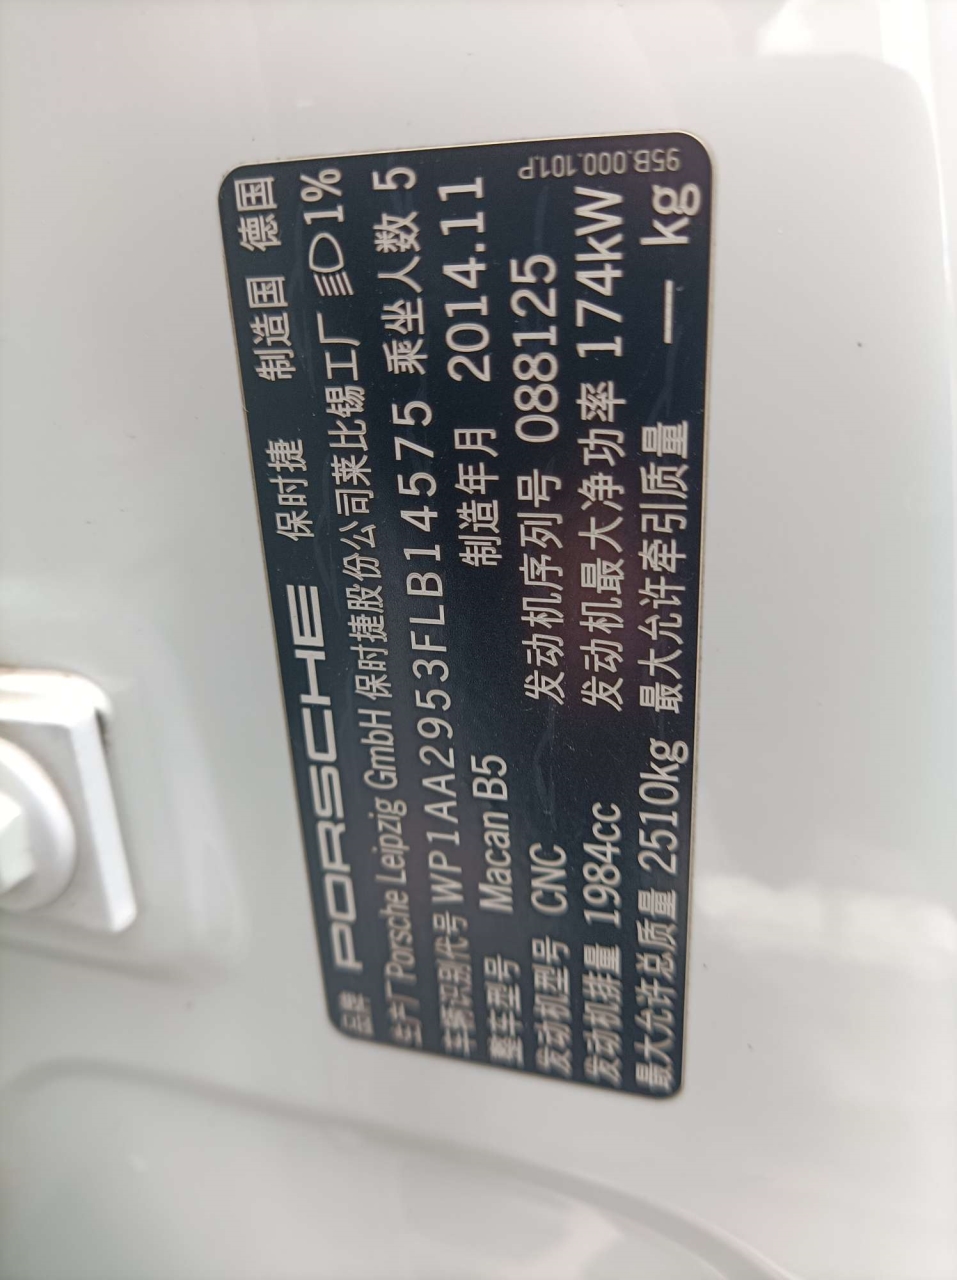 品牌 PORSCHE 保时捷 制造国 德国
生产厂 Porsche Leipzig GmbH 保时捷股份公司莱比锡工厂 1%
车辆识别代号 WP1AA2953FLB14575 乘坐人数 5
整车型号 Macan B5 制造年月 2014.11
发动机型号 CNC 发动机序列号 088125
发动机排量 1984cc 发动机最大净功率 174kW
最大允许总质量 2510kg 最大允许牵引质量 — kg
95B.000.101.P